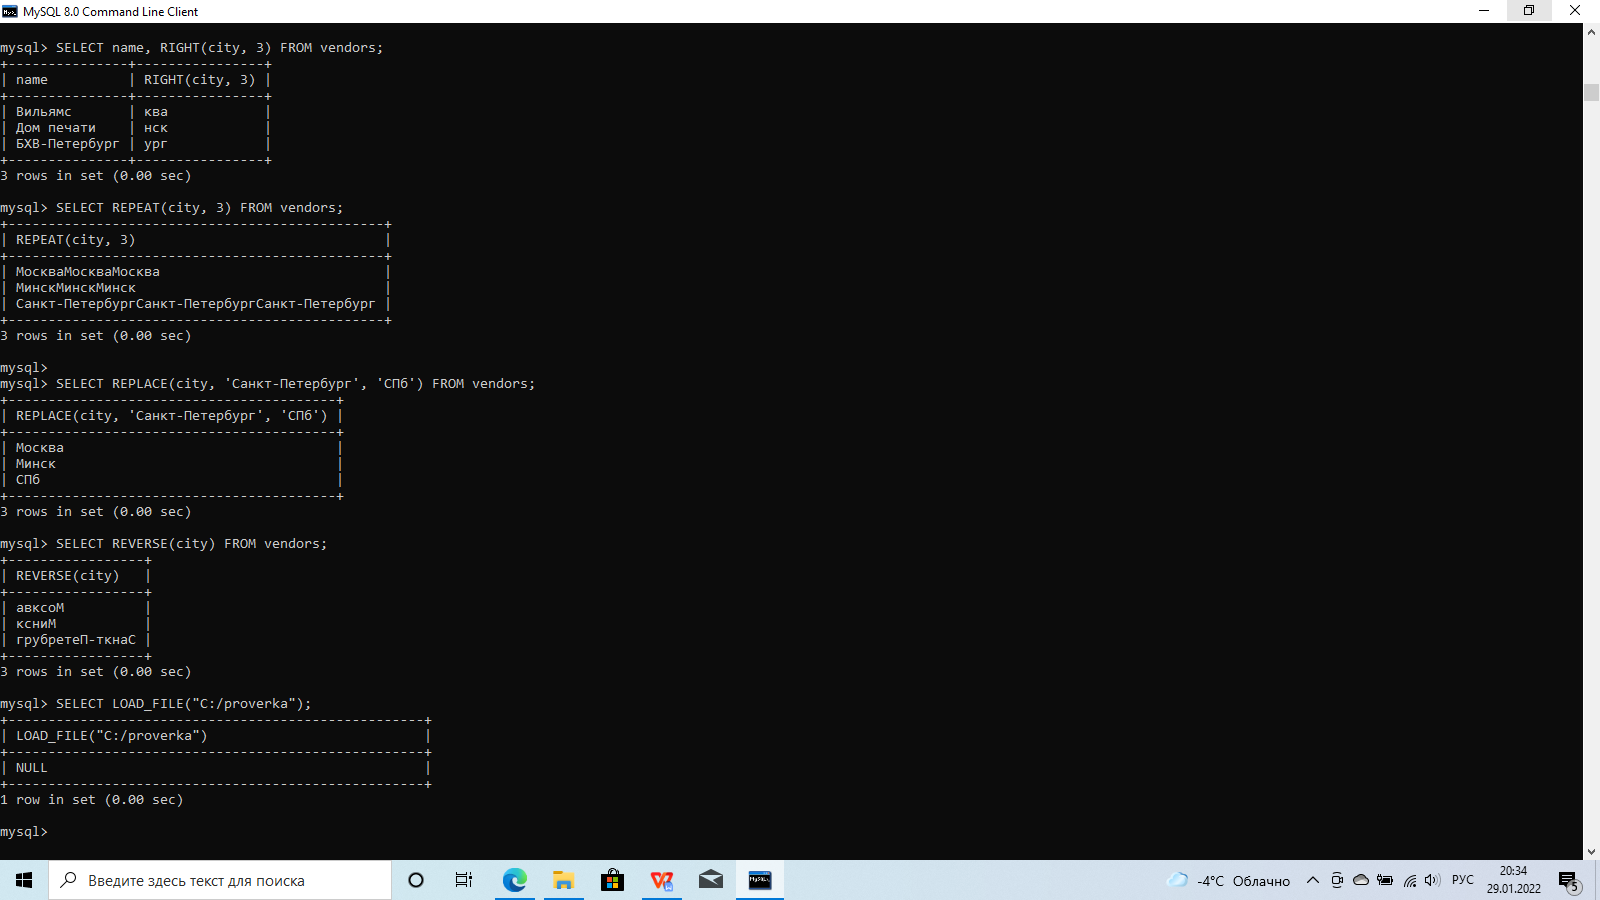 MySQL 8.0 Command Line Client
mysql> SELECT name, RIGHT(city, 3) FROM vendors;
+---------------+----------------+
| name          | RIGHT(city, 3) |
+---------------+----------------+
| Вильямс       | ква            |
| Дом печати    | нск            |
| БХВ-Петербург | ург            |
+---------------+----------------+
3 rows in set (0.00 sec)
mysql> SELECT REPEAT(city, 3) FROM vendors;
+-----------------------------------------------+
| REPEAT(city, 3)                               |
+-----------------------------------------------+
| МоскваМоскваМосква                            |
| МинскМинскМинск                               |
| Санкт-ПетербургСанкт-ПетербургСанкт-Петербург |
+-----------------------------------------------+
3 rows in set (0.00 sec)
mysql>
mysql> SELECT REPLACE(city, 'Санкт-Петербург', 'СПб') FROM vendors;
+-----------------------------------------+
| REPLACE(city, 'Санкт-Петербург', 'СПб') |
+-----------------------------------------+
| Москва                                  |
| Минск                                   |
| СПб                                     |
+-----------------------------------------+
3 rows in set (0.00 sec)
mysql> SELECT REVERSE(city) FROM vendors;
+-----------------+
| REVERSE(city)   |
+-----------------+
| авксоМ          |
| ксниМ           |
| грубретеП-ткнаС |
+-----------------+
3 rows in set (0.00 sec)
mysql> SELECT LOAD_FILE("C:/proverka");
+----------------------------------------------------+
| LOAD_FILE("C:/proverka")                           |
+----------------------------------------------------+
| NULL                                               |
+----------------------------------------------------+
1 row in set (0.00 sec)
mysql>
Введите здесь текст для поиска
-4°C Облачно
РУС
20:34
29.01.2022
5